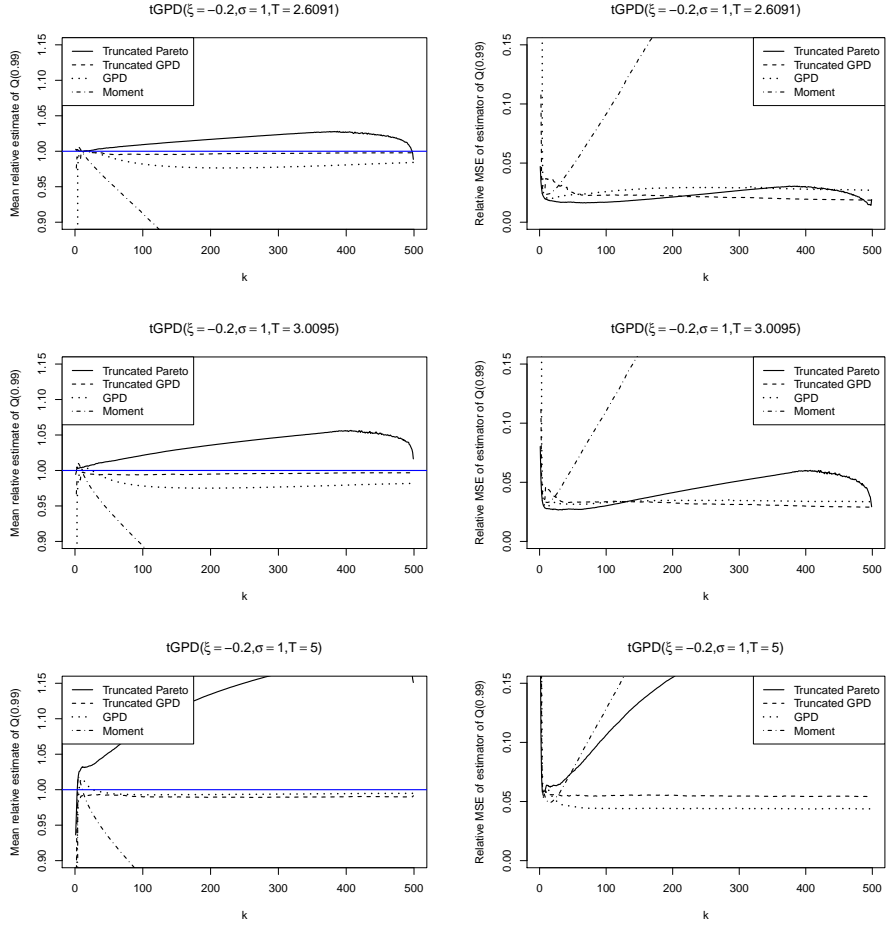 tGPD(ξ = −0.2,σ = 1,T = 2.6091)
Mean relative estimate of Q(0.99)
1.15
1.10
1.05
1.00
0.95
0.90
Truncated Pareto
Truncated GPD
GPD
Moment
0 100 200 300 400 500
k
tGPD(ξ = −0.2,σ = 1,T = 2.6091)
Relative MSE of estimator of Q(0.99)
0.15
0.10
0.05
0.00
Truncated Pareto
Truncated GPD
GPD
Moment
0 100 200 300 400 500
k
tGPD(ξ = −0.2,σ = 1,T = 3.0095)
Mean relative estimate of Q(0.99)
1.15
1.10
1.05
1.00
0.95
0.90
Truncated Pareto
Truncated GPD
GPD
Moment
0 100 200 300 400 500
k
tGPD(ξ = −0.2,σ = 1,T = 3.0095)
Relative MSE of estimator of Q(0.99)
0.15
0.10
0.05
0.00
Truncated Pareto
Truncated GPD
GPD
Moment
0 100 200 300 400 500
k
tGPD(ξ = −0.2,σ = 1,T = 5)
Mean relative estimate of Q(0.99)
1.15
1.10
1.05
1.00
0.95
0.90
Truncated Pareto
Truncated GPD
GPD
Moment
0 100 200 300 400 500
k
tGPD(ξ = −0.2,σ = 1,T = 5)
Relative MSE of estimator of Q(0.99)
0.15
0.10
0.05
0.00
Truncated Pareto
Truncated GPD
GPD
Moment
0 100 200 300 400 500
k